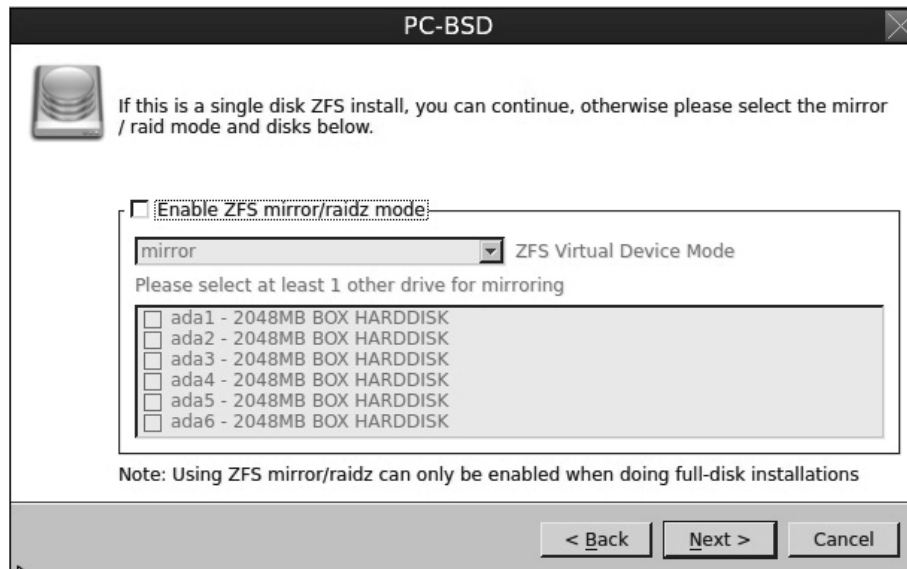 PC-BSD
If this is a single disk ZFS install, you can continue, otherwise please select the mirror
/ raid mode and disks below.
Enable ZFS mirror/raidz mode
mirror ZFS Virtual Device Mode
Please select at least 1 other drive for mirroring
ada1 - 2048MB BOX HARDDISK
ada2 - 2048MB BOX HARDDISK
ada3 - 2048MB BOX HARDDISK
ada4 - 2048MB BOX HARDDISK
ada5 - 2048MB BOX HARDDISK
ada6 - 2048MB BOX HARDDISK
Note: Using ZFS mirror/raidz can only be enabled when doing full-disk installations
< Back Next > Cancel